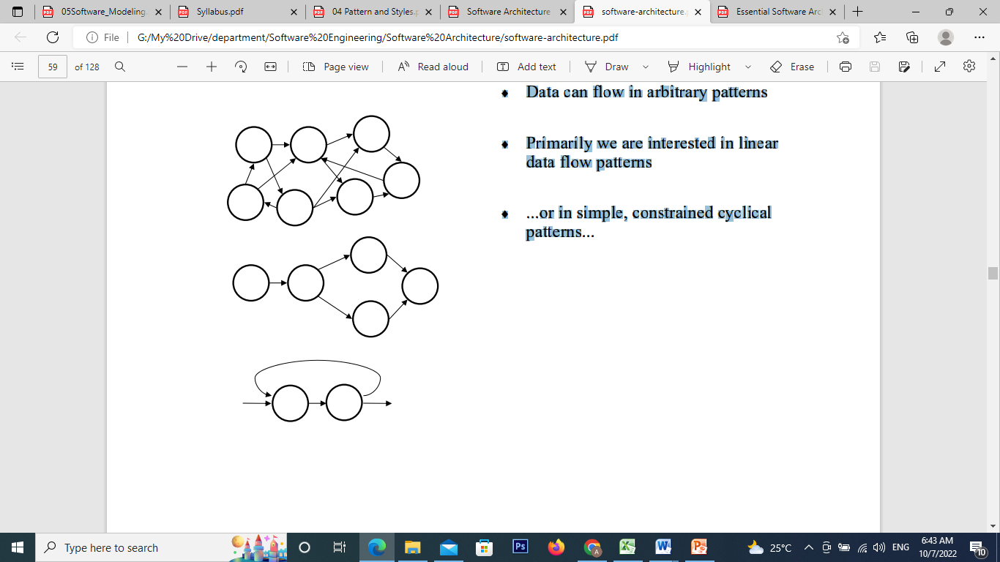 05Software_Modeling.
Syllabus.pdf
04 Pattern and Styles.p
Software Architecture
software-architecture.p
Essential Software Arc
File
G:/My%20Drive/department/Software%20Engineering/Software%20Architecture/software-architecture.pdf
59 of 128
Page view
Read aloud
Add text
Draw
Highlight
Erase
♦ Data can flow in arbitrary patterns
♦ Primarily we are interested in linear
data flow patterns
♦ ...or in simple, constrained cyclical
patterns...
Type here to search
Ps
A
25°C
ENG
6:43 AM
10/7/2022
10